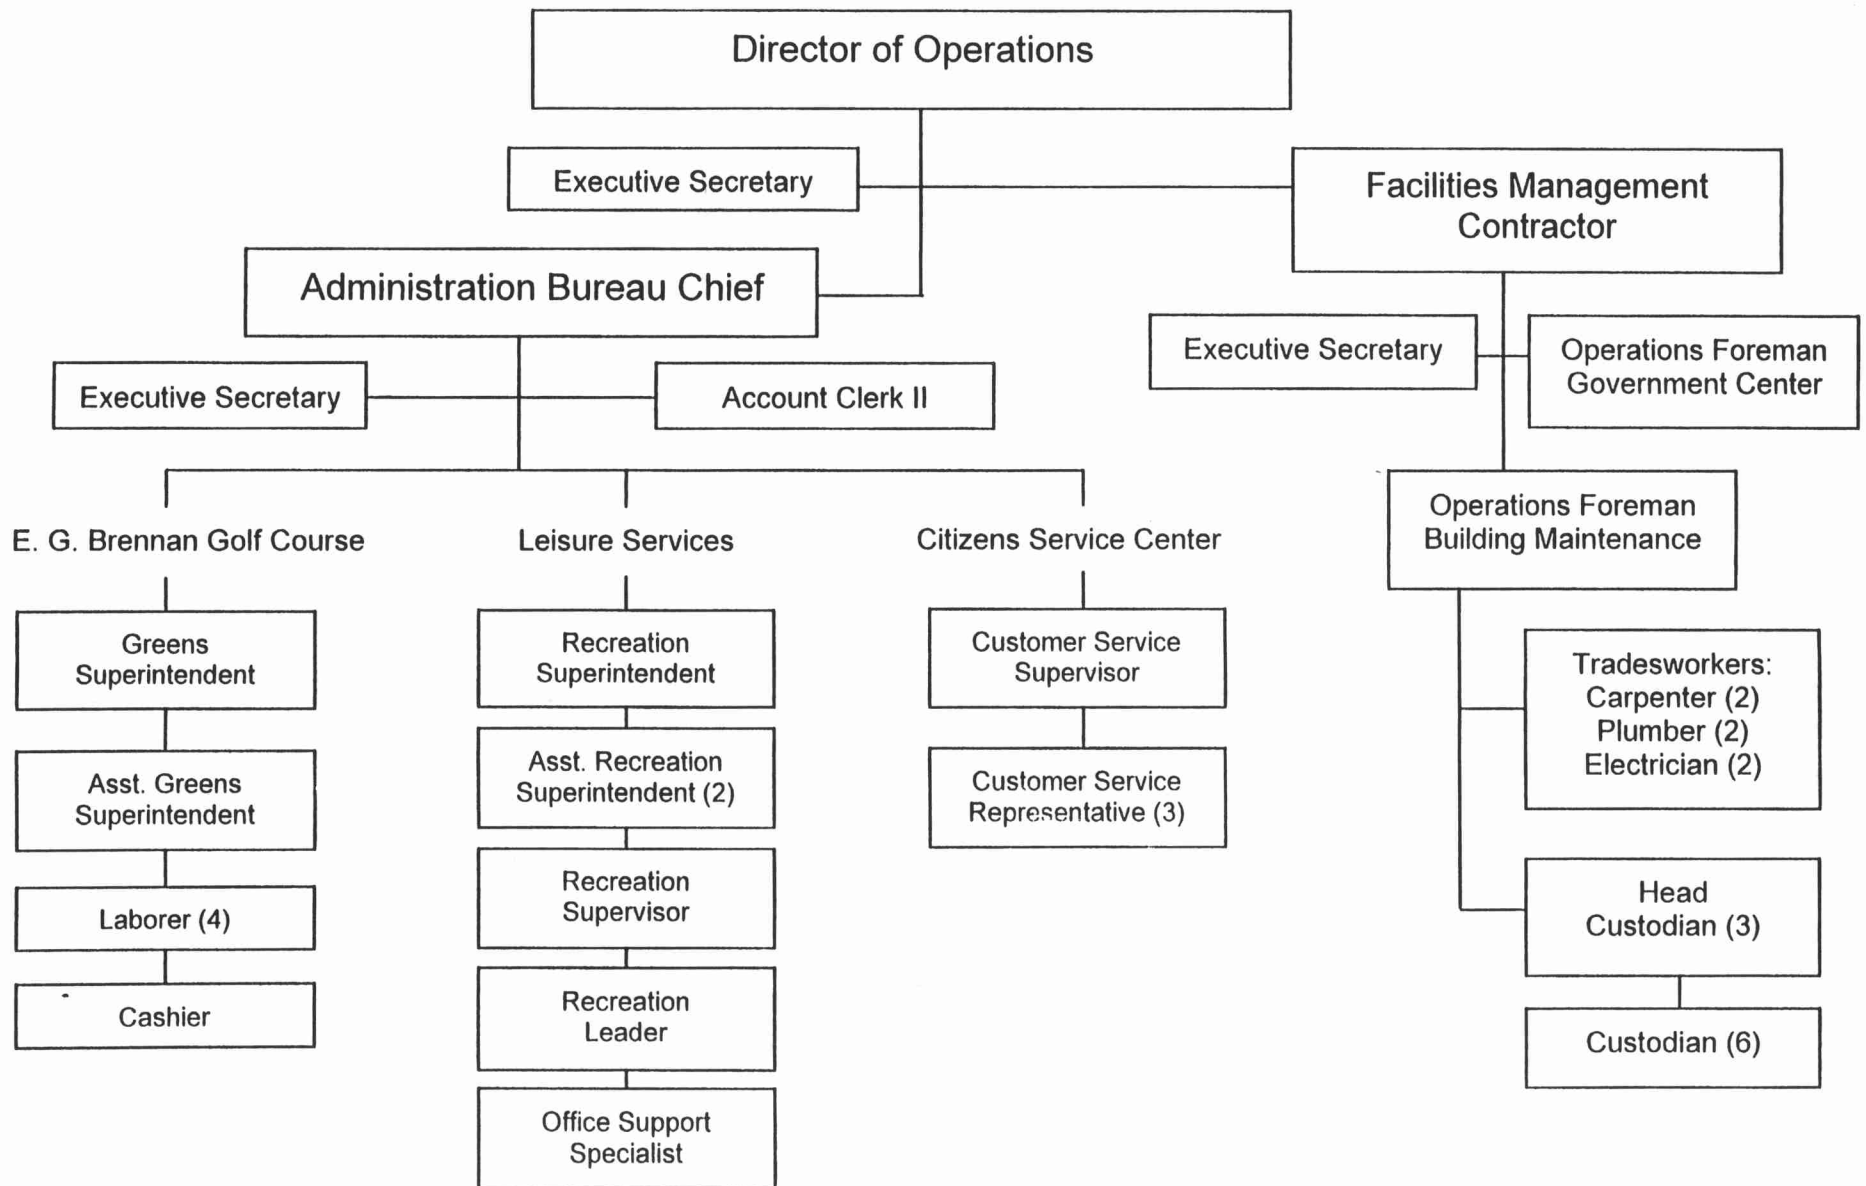 Director of Operations
Executive Secretary
Facilities Management
Contractor
Administration Bureau Chief
Executive Secretary
Operations Foreman
Government Center
Executive Secretary
Account Clerk II
Operations Foreman
Building Maintenance
E. G. Brennan Golf Course
Leisure Services
Citizens Service Center
Greens
Superintendent
Asst. Greens
Superintendent
Laborer (4)
Cashier
Recreation
Superintendent
Asst. Recreation
Superintendent (2)
Recreation
Supervisor
Recreation
Leader
Office Support
Specialist
Customer Service
Supervisor
Customer Service
Representative (3)
Tradesworkers:
Carpenter (2)
Plumber (2)
Electrician (2)
Head
Custodian (3)
Custodian (6)